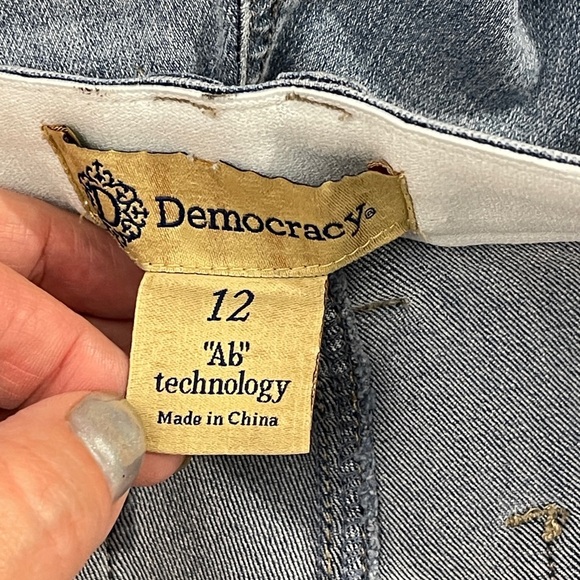 D Democracy®
12
"Ab"
technology
Made in China